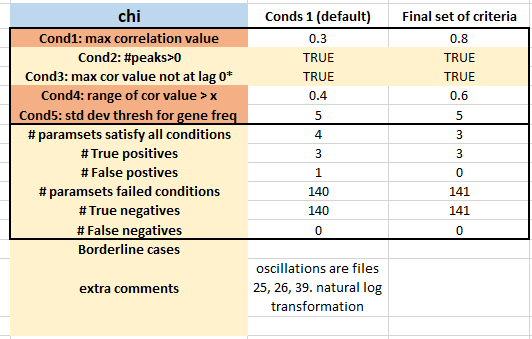 chi Conds 1 (default) Final set of criteria
Cond1: max correlation value 0.3 0.8
Cond2: #peaks>0 TRUE TRUE
Cond3: max cor value not at lag 0* TRUE TRUE
Cond4: range of cor value > x 0.4 0.6
Cond5: std dev thresh for gene freq 5 5
# paramsets satisfy all conditions 4 3
# True positives 3 3
# False postives 1 0
# paramsets failed conditions 140 141
# True negatives 140 141
# False negatives 0 0
Borderline cases
extra comments
oscillations are files
25, 26, 39. natural log
transformation